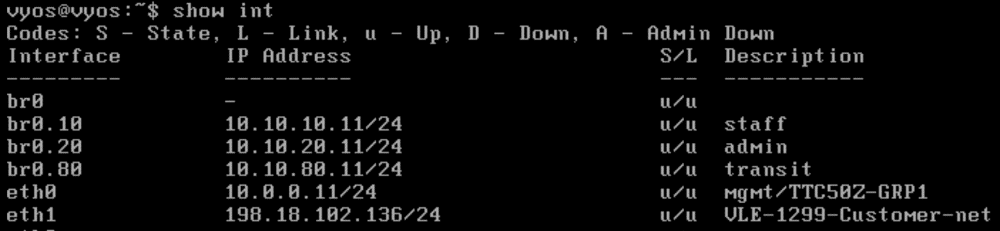 vyos@vyos:~$ show int
Codes: S - State, L - Link, u - Up, D - Down, A - Admin Down
Interface        IP Address                        S/L  Description
---------        ----------                        ---  -----------
br0              -                                 u/u
br0.10           10.10.10.11/24                    u/u  staff
br0.20           10.10.20.11/24                    u/u  admin
br0.80           10.10.80.11/24                    u/u  transit
eth0             10.0.0.11/24                      u/u  mgmt/TTC50Z-GRP1
eth1             198.18.102.136/24                 u/u  VLE-1299-Customer-net